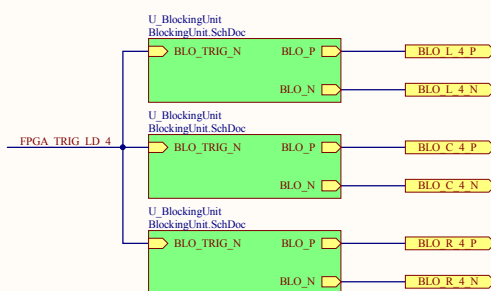 U_BlockingUnit
BlockingUnit.SchDoc
BLO_TRIG_N BLO_P BLO_L_4_P
BLO_N BLO_L_4_N
U_BlockingUnit
BlockingUnit.SchDoc
FPGA_TRIG_LD_4 BLO_TRIG_N BLO_P BLO_C_4_P
BLO_N BLO_C_4_N
U_BlockingUnit
BlockingUnit.SchDoc
BLO_TRIG_N BLO_P BLO_R_4_P
BLO_N BLO_R_4_N